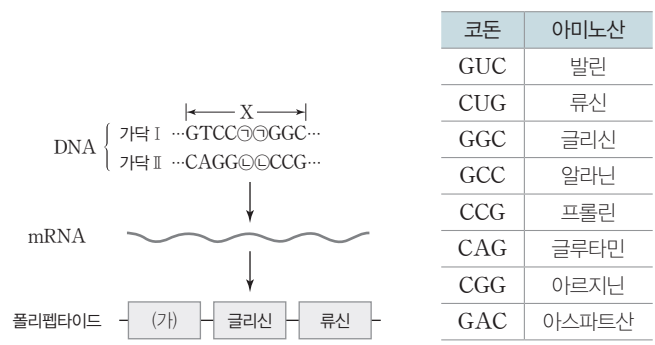 X
DNA
가닥 Ⅰ …GTCC㉠㉠GGC…
가닥 Ⅱ …CAGG㉡㉡CCG…
mRNA
폴리펩타이드 (가) 글리신 류신
코돈 아미노산
GUC 발린
CUG 류신
GGC 글리신
GCC 알라닌
CCG 프롤린
CAG 글루타민
CGG 아르지닌
GAC 아스파트산